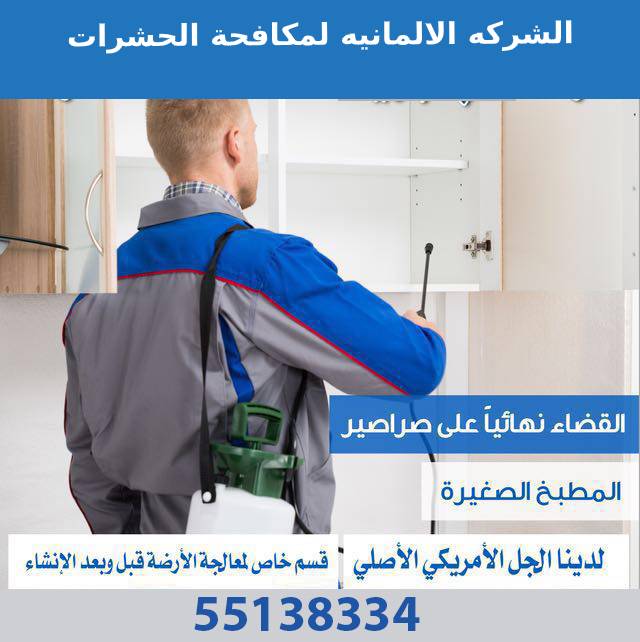 الشركه الالمانيه لمكافحة الحشرات
القضاء نهائياً على صراصير
المطبخ الصغيرة
لدينا الجل الأمريكي الأصلي
قسم خاص لمعالجة الأرضة قبل وبعد الإنشاء
55138334